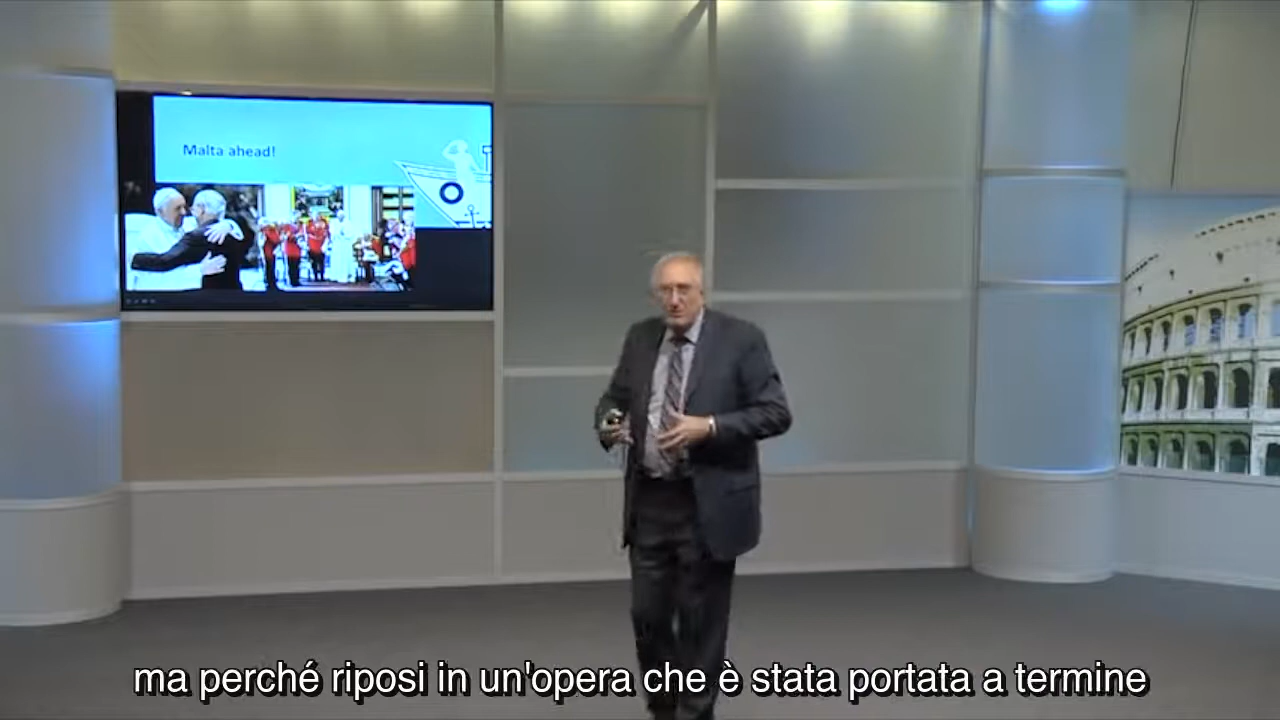 Malta ahead!
ma perché riposi in un'opera che è stata portata a termine